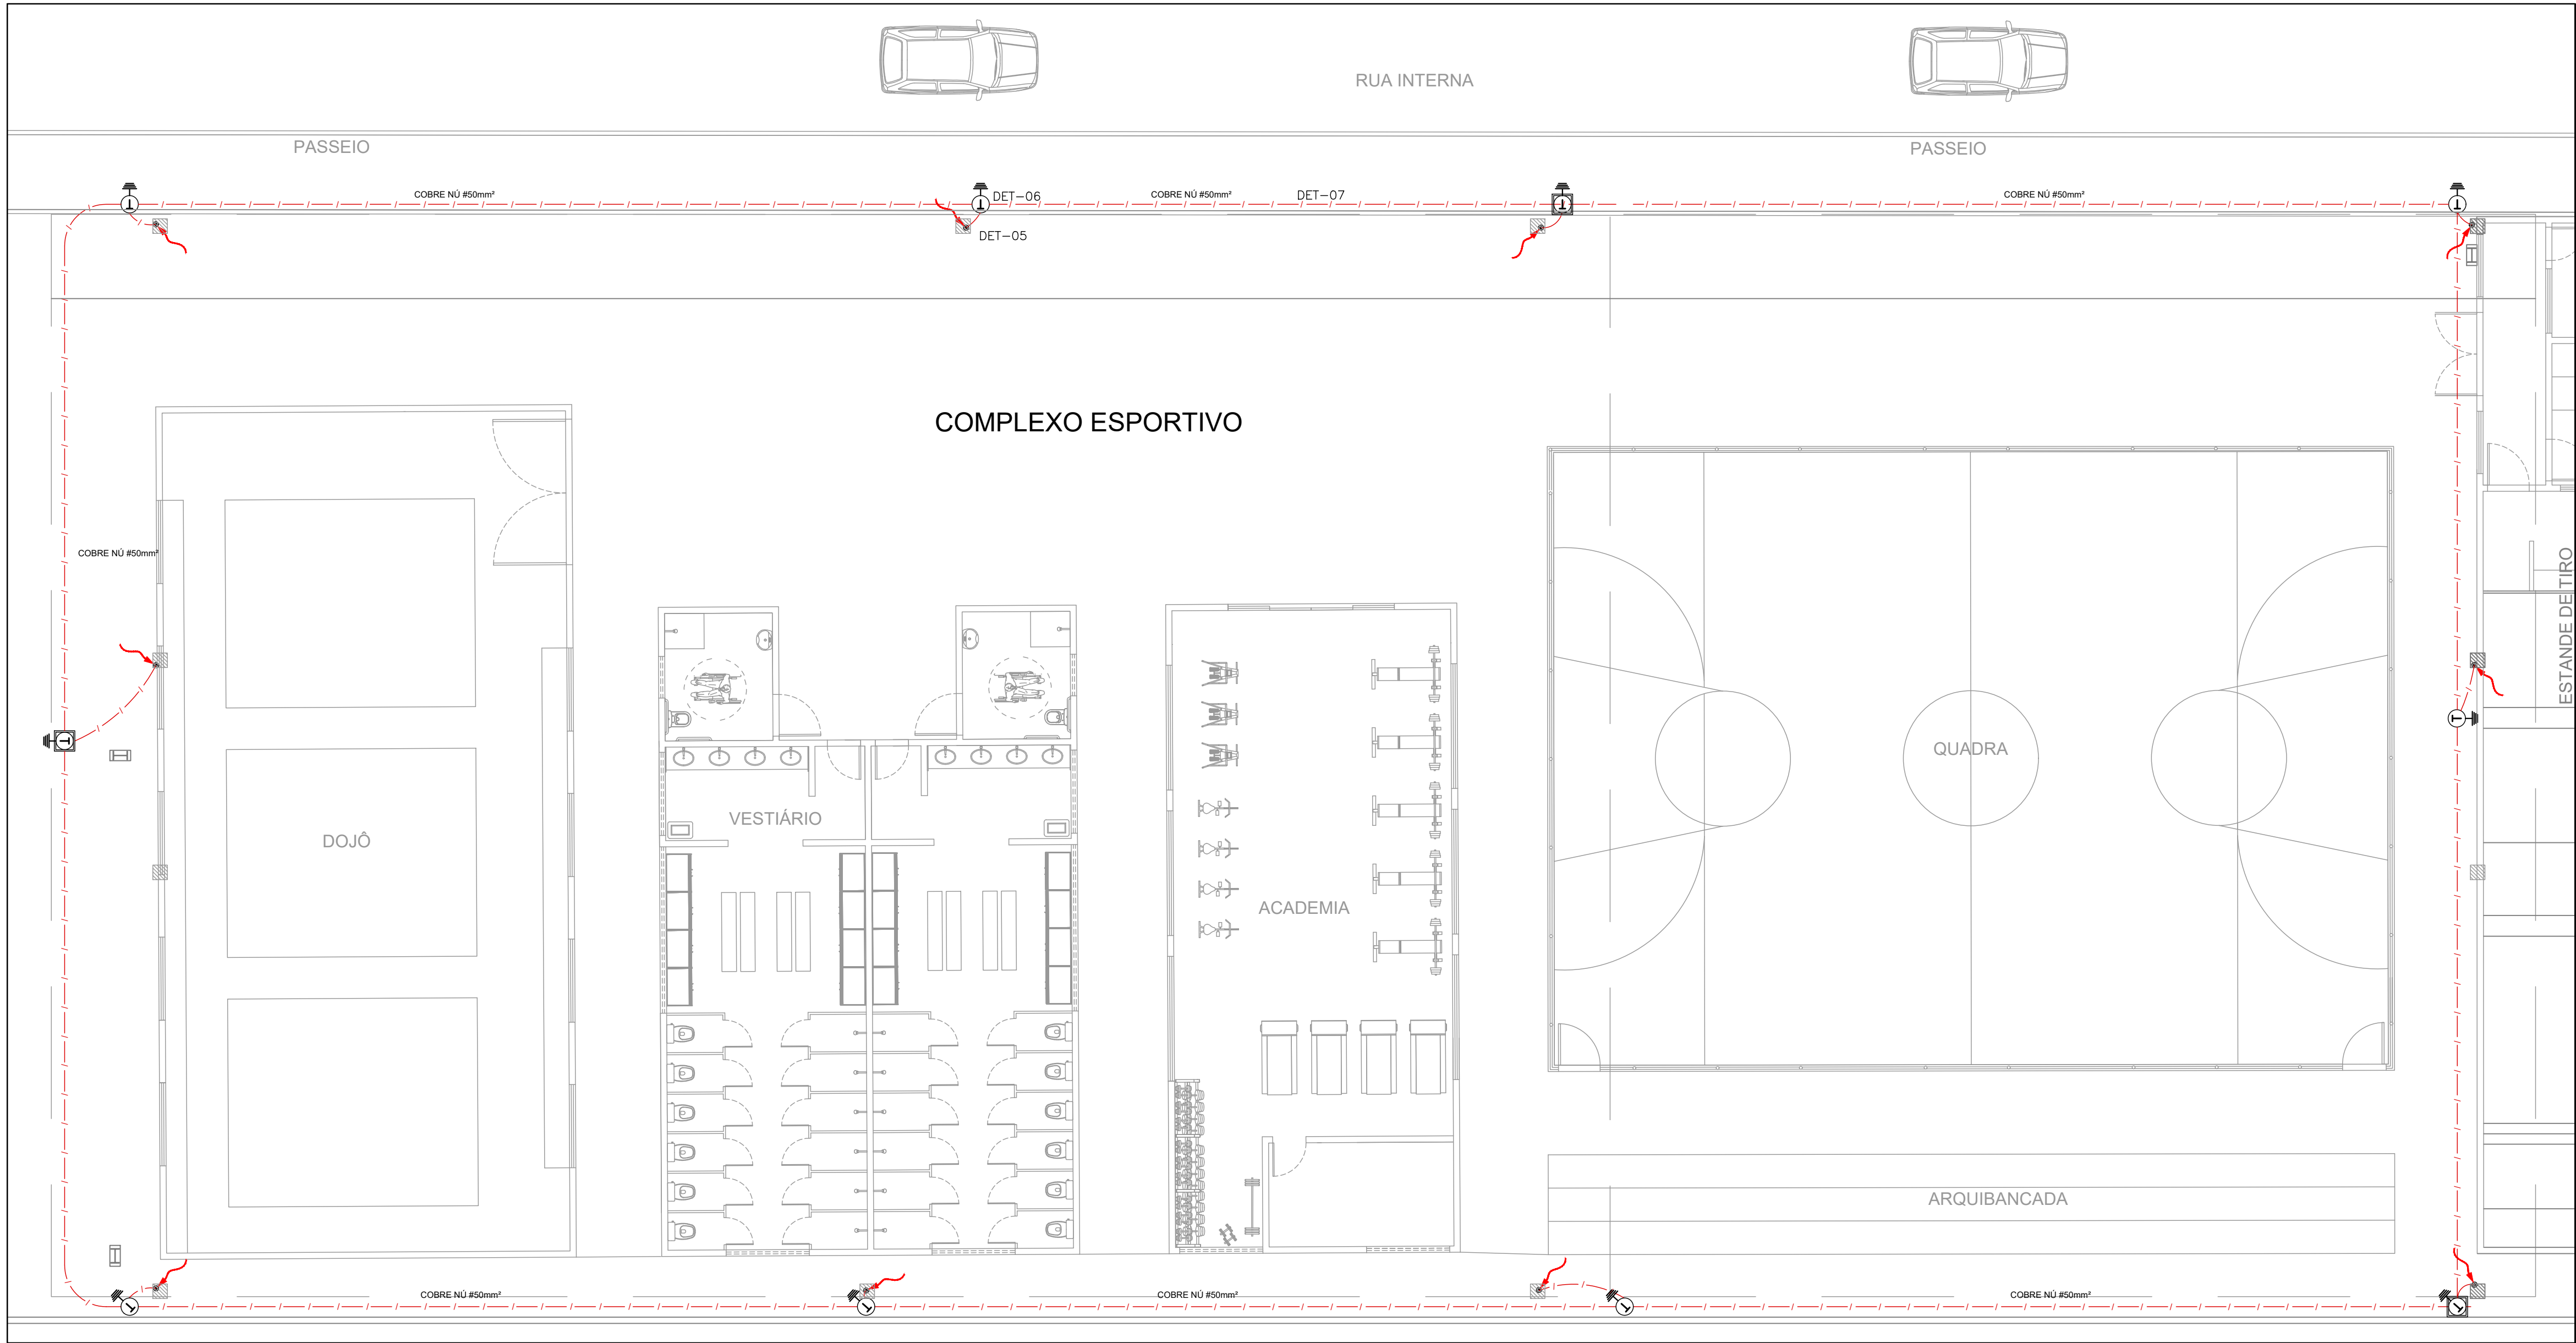 RUA INTERNA
PASSEIO
PASSEIO
COBRE NÚ #50mm²
DET-06
COBRE NÚ #50mm²
DET-07
COBRE NÚ #50mm²
DET-05
COMPLEXO ESPORTIVO
COBRE NÚ #50mm²
ESTANDE DE TIRO
QUADRA
VESTIÁRIO
DOJÔ
ACADEMIA
ARQUIBANCADA
COBRE NÚ #50mm²
COBRE NÚ #50mm²
COBRE NÚ #50mm²